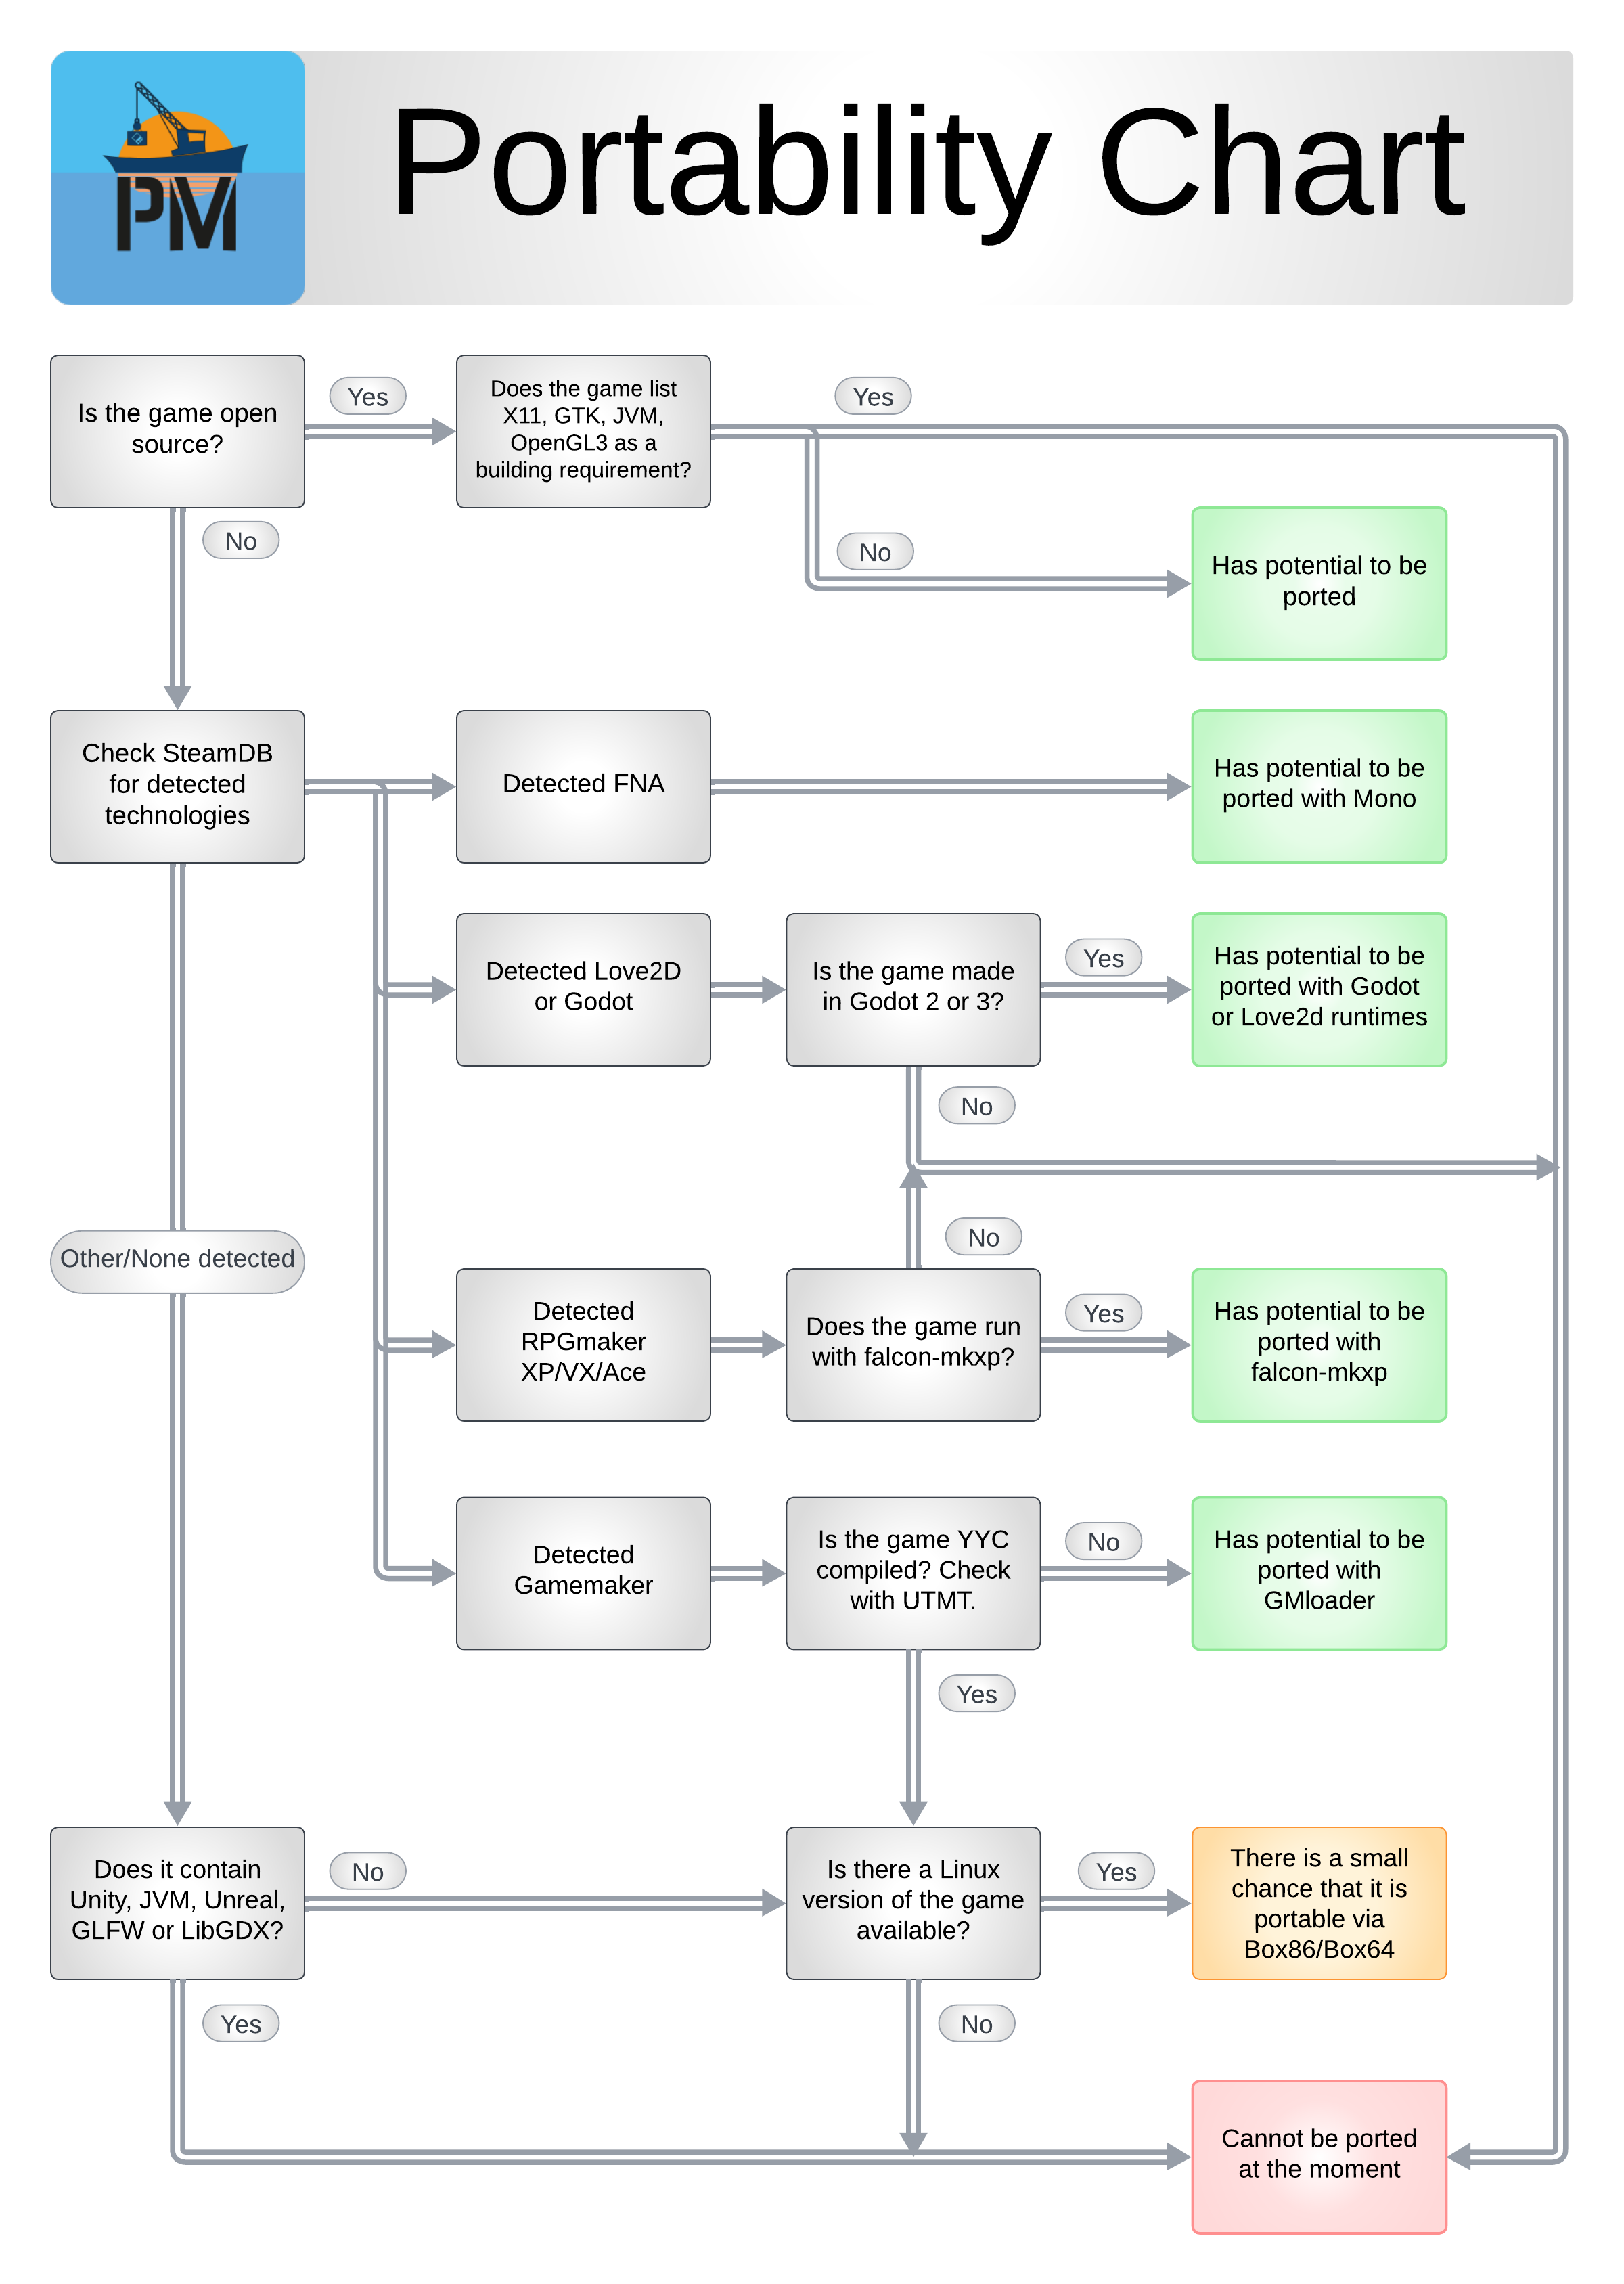 PM
Portability Chart
Is the game open
source?
Yes
Does the game list
X11, GTK, JVM,
OpenGL3 as a
building requirement?
Yes
No
No
Has potential to be
ported
Check SteamDB
for detected
technologies
Detected FNA
Has potential to be
ported with Mono
Detected Love2D
or Godot
Is the game made
in Godot 2 or 3?
Yes
Has potential to be
ported with Godot
or Love2d runtimes
No
Other/None detected
No
Detected
RPGmaker
XP/VX/Ace
Does the game run
with falcon-mkxp?
Yes
Has potential to be
ported with
falcon-mkxp
Detected
Gamemaker
Is the game YYC
compiled? Check
with UTMT.
No
Has potential to be
ported with
GMloader
Yes
Does it contain
Unity, JVM, Unreal,
GLFW or LibGDX?
No
Is there a Linux
version of the game
available?
Yes
There is a small
chance that it is
portable via
Box86/Box64
Yes
No
Cannot be ported
at the moment